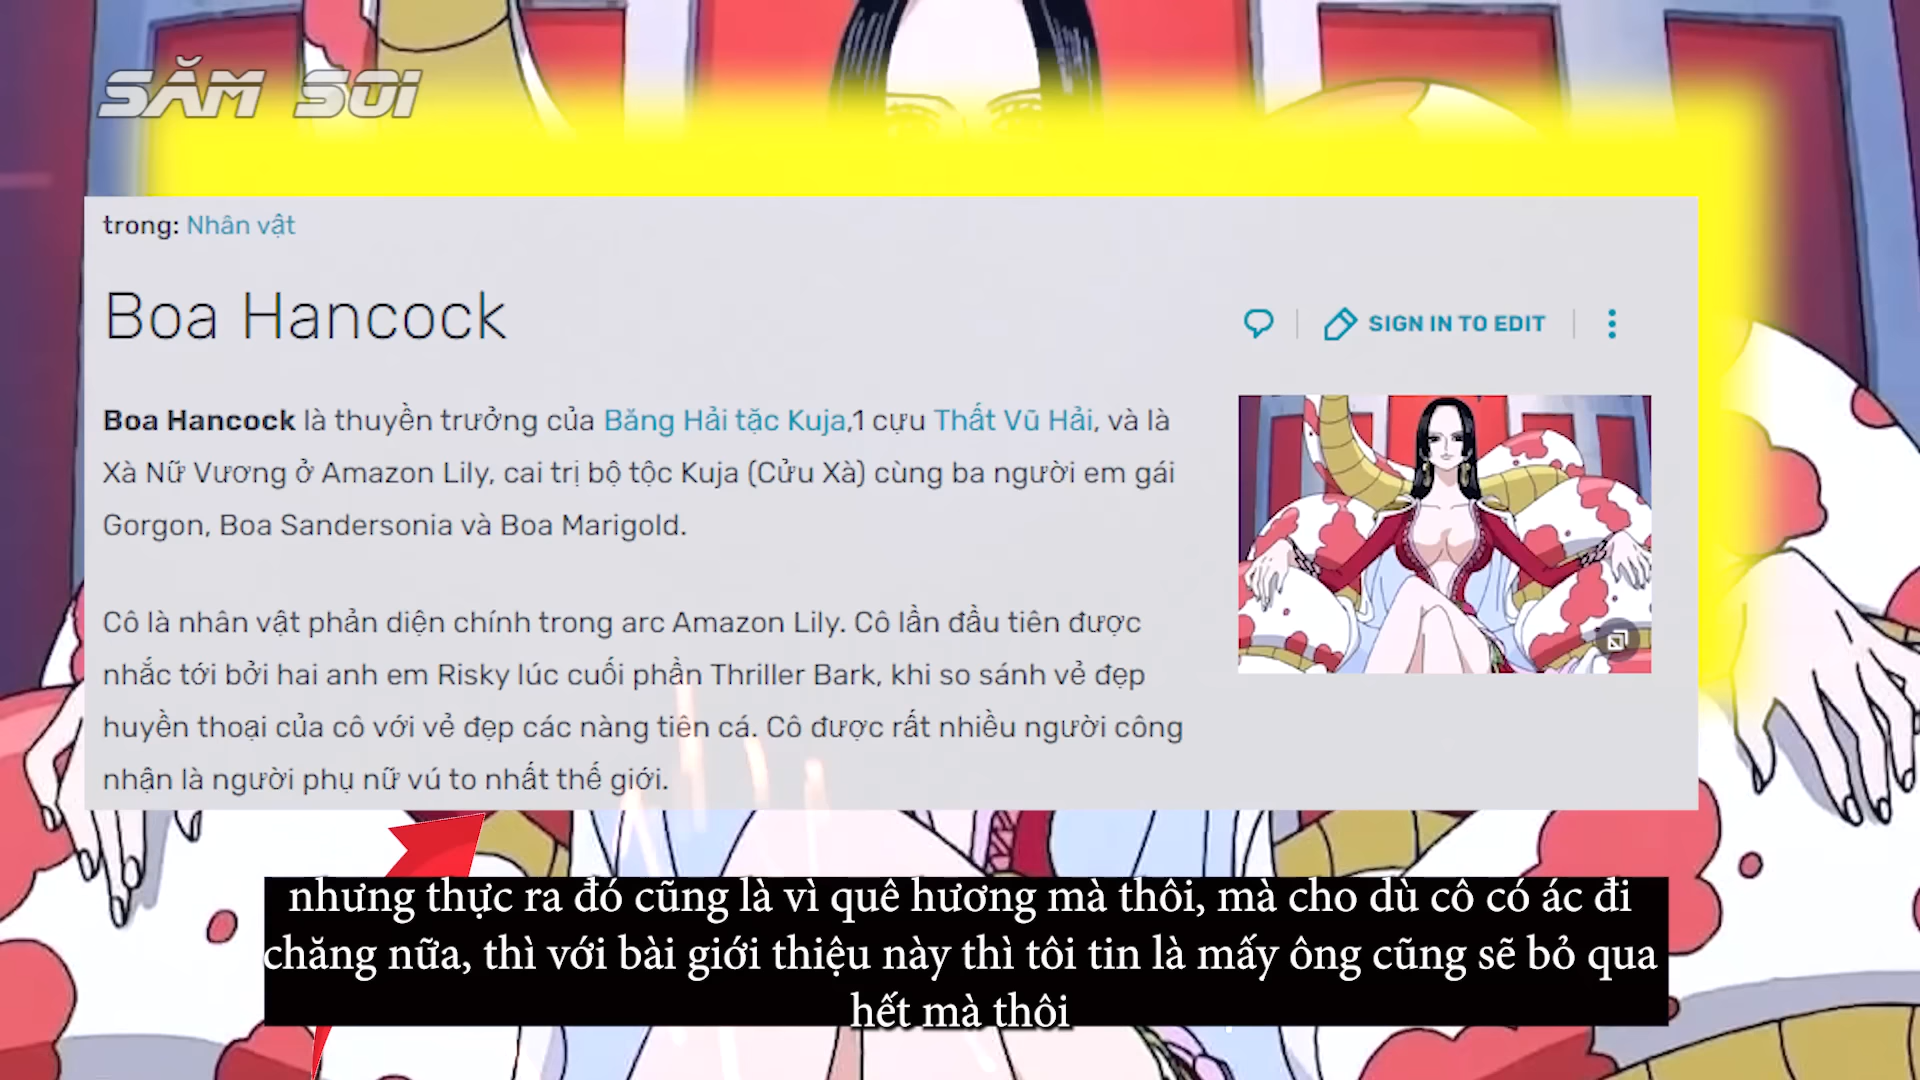 SĂM SOI
trong: Nhân vật
Boa Hancock
SIGN IN TO EDIT
Boa Hancock là thuyền trưởng của Băng Hải tặc Kuja,1 cựu Thất Vũ Hải, và là
Xà Nữ Vương ở Amazon Lily, cai trị bộ tộc Kuja (Cửu Xà) cùng ba người em gái
Gorgon, Boa Sandersonia và Boa Marigold.
Cô là nhân vật phản diện chính trong arc Amazon Lily. Cô lần đầu tiên được
nhắc tới bởi hai anh em Risky lúc cuối phần Thriller Bark, khi so sánh vẻ đẹp
huyền thoại của cô với vẻ đẹp các nàng tiên cá. Cô được rất nhiều người công
nhận là người phụ nữ vú to nhất thế giới.
nhưng thực ra đó cũng là vì quê hương mà thôi, mà cho dù cô có ác đi
chăng nữa, thì với bài giới thiệu này thì tôi tin là mấy ông cũng sẽ bỏ qua
hết mà thôi